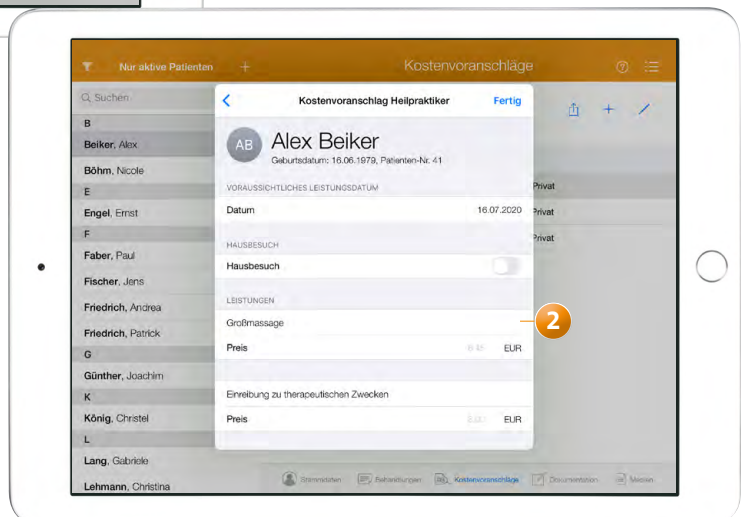 Nur aktive Patienten +
Kostenvoranschläge
Suchen
B
Beiker, Alex
Böhm, Nicole
E
Engel, Ernst
F
Faber, Paul
Fischer, Jens
Friedrich, Andrea
Friedrich, Patrick
G
Günther, Joachim
K
König, Christel
L
Lang, Gabriele
Lehmann, Christina
Kostenvoranschlag Heilpraktiker
Fertig
AB
Alex Beiker
Geburtsdatum: 16.06.1979, Patienten-Nr. 41
VORAUSSICHTLICHES LEISTUNGSDATUM
Datum 16.07.2020
HAUSBESUCH
Hausbesuch
LEISTUNGEN
Großmassage
Preis EUR
Einreibung zu therapeutischen Zwecken
Preis EUR
Privat
Privat
Privat
2
Stammdaten Behandlungen Kostenvoranschläge Dokumentation Medien